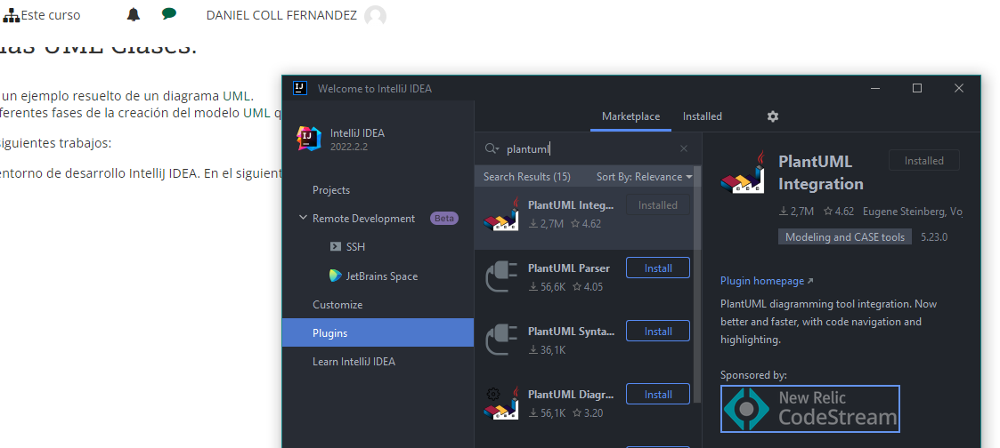 Este curso
DANIEL COLL FERNANDEZ
las UML Clases.
un ejemplo resuelto de un diagrama UML.
iferentes fases de la creación del modelo UML q
siguientes trabajos:
entorno de desarrollo IntelliJ IDEA. En el siguient
IJ
Welcome to IntelliJ IDEA
IJ
IntelliJ IDEA
2022.2.2
Projects
Remote Development Beta
SSH
JetBrains Space
Customize
Plugins
Learn IntelliJ IDEA
Marketplace Installed
plantuml
Search Results (15) Sort By: Relevance
PlantUML Integ... Installed
2,7M 4.62
PlantUML Parser Install
56,6K 4.05
PlantUML Synta... Install
36,1K
PlantUML Diagr... Install
56,1K 3.20
PlantUML
Integration
Installed
2,7M 4.62 Eugene Steinberg, Vo
Modeling and CASE tools 5.23.0
Plugin homepage
PlantUML diagramming tool integration. Now
better and faster, with code navigation and
highlighting.
Sponsored by:
New Relic
CodeStream